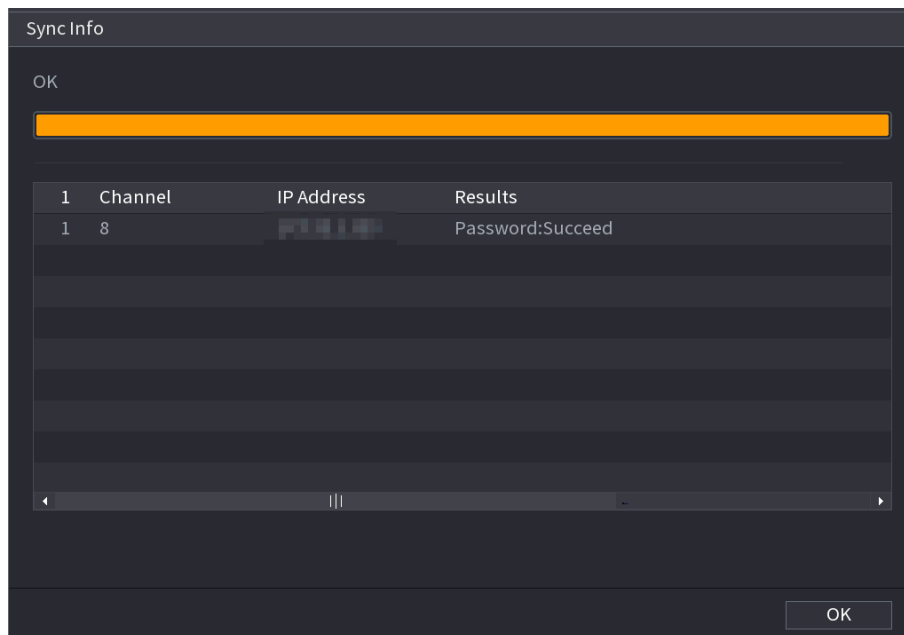 Sync Info
OK
1 Channel IP Address Results
1 8 Password:Succeed
OK